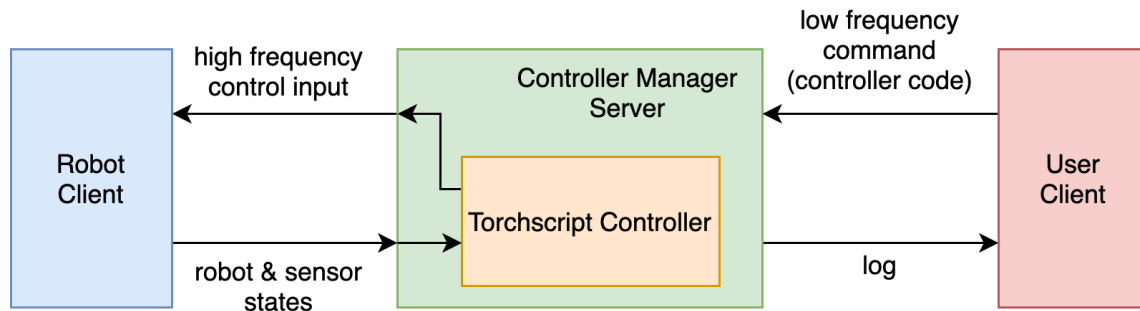 high frequency
control input
low frequency
command
(controller code)
Controller Manager
Server
Robot
Client
User
Client
Torchscript Controller
robot & sensor
states
log